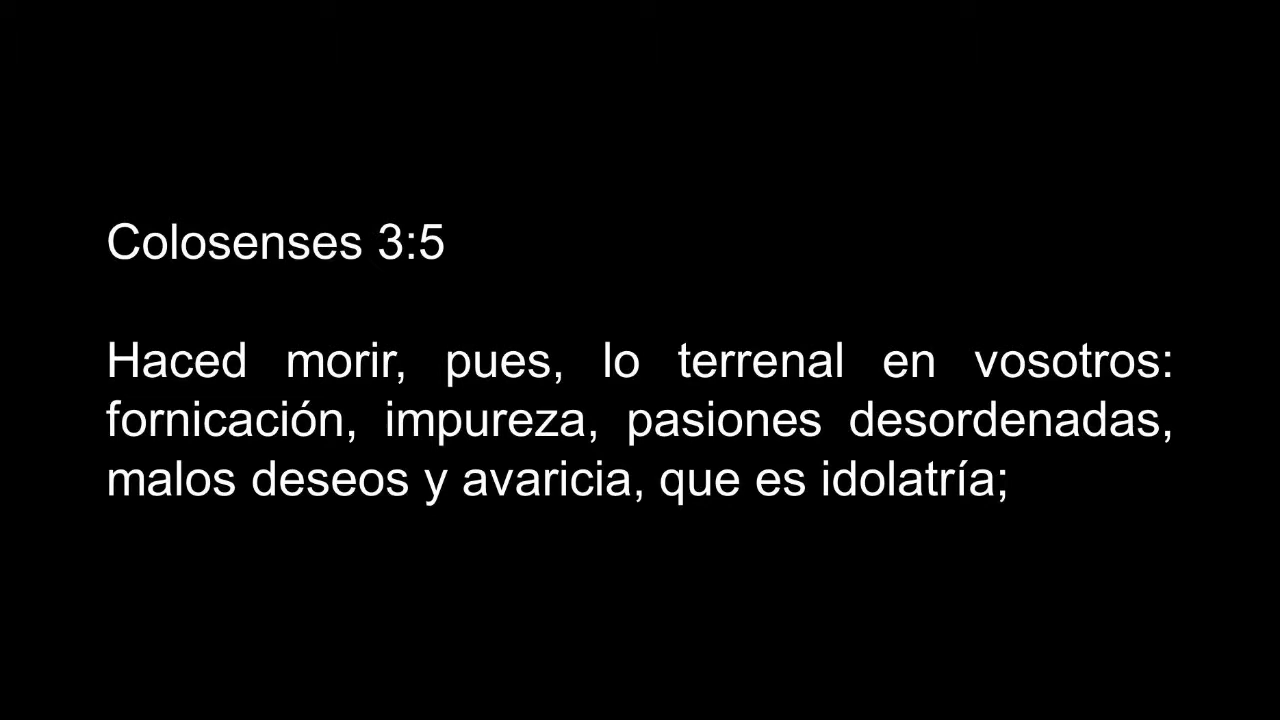 Colosenses 3:5
Haced morir, pues, lo terrenal en vosotros:
fornicación, impureza, pasiones desordenadas,
malos deseos y avaricia, que es idolatría;